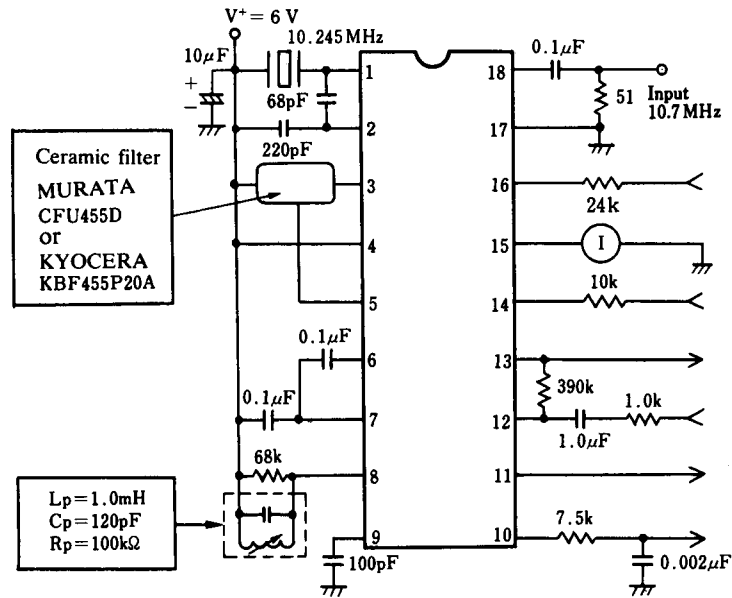 V⁺ = 6 V
10.245 MHz
10μF
+
−
68pF
220pF
0.1μF
51
Input
10.7 MHz
Ceramic filter
MURATA
CFU455D
or
KYOCERA
KBF455P20A
1
2
3
4
5
6
7
8
9
18
17
16
15
14
13
12
11
10
24k
I
10k
0.1μF
0.1μF
390k
1.0k
1.0μF
68k
Lp=1.0mH
Cp=120pF
Rp=100kΩ
100pF
7.5k
0.002μF